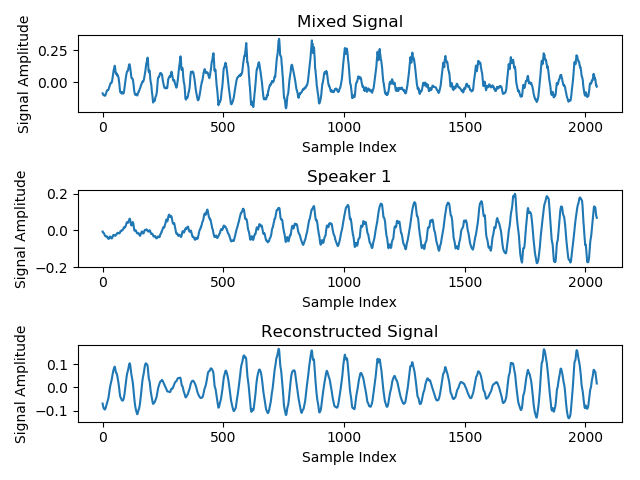 Mixed Signal
Signal Amplitude
0.25
0.00
0
500
1000
1500
2000
Sample Index
Speaker 1
Signal Amplitude
0.2
0.0
−0.2
0
500
1000
1500
2000
Sample Index
Reconstructed Signal
Signal Amplitude
0.1
0.0
−0.1
0
500
1000
1500
2000
Sample Index